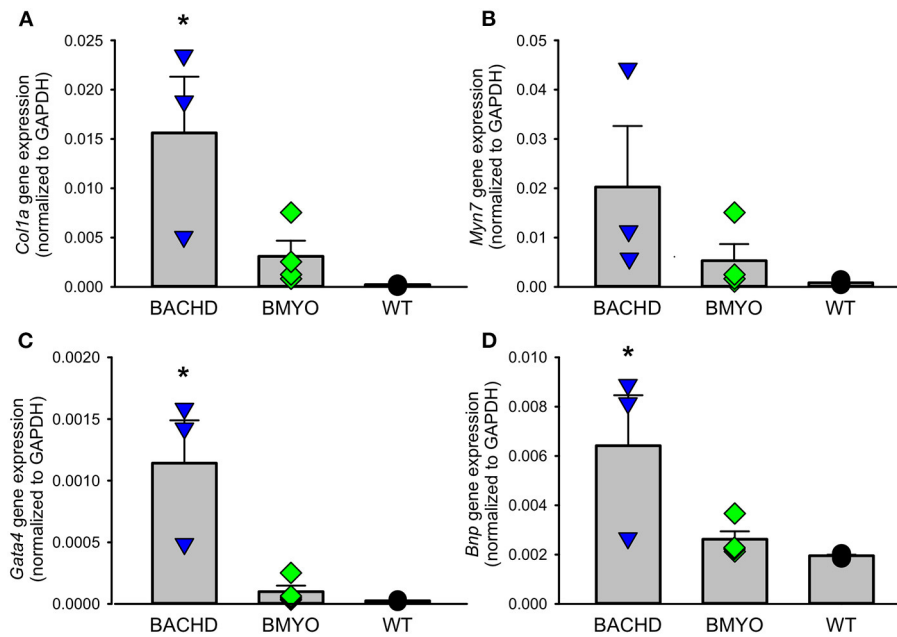 A
*
Col1a gene expression
(normalized to GAPDH)
0.025
0.020
0.015
0.010
0.005
0.000
BACHD BMYO WT
B
Myn7 gene expression
(normalized to GAPDH)
0.05
0.04
0.03
0.02
0.01
0.00
BACHD BMYO WT
C
*
Gata4 gene expression
(normalized to GAPDH)
0.0020
0.0015
0.0010
0.0005
0.0000
BACHD BMYO WT
D
*
Bnp gene expression
(normalized to GAPDH)
0.010
0.008
0.006
0.004
0.002
0.000
BACHD BMYO WT